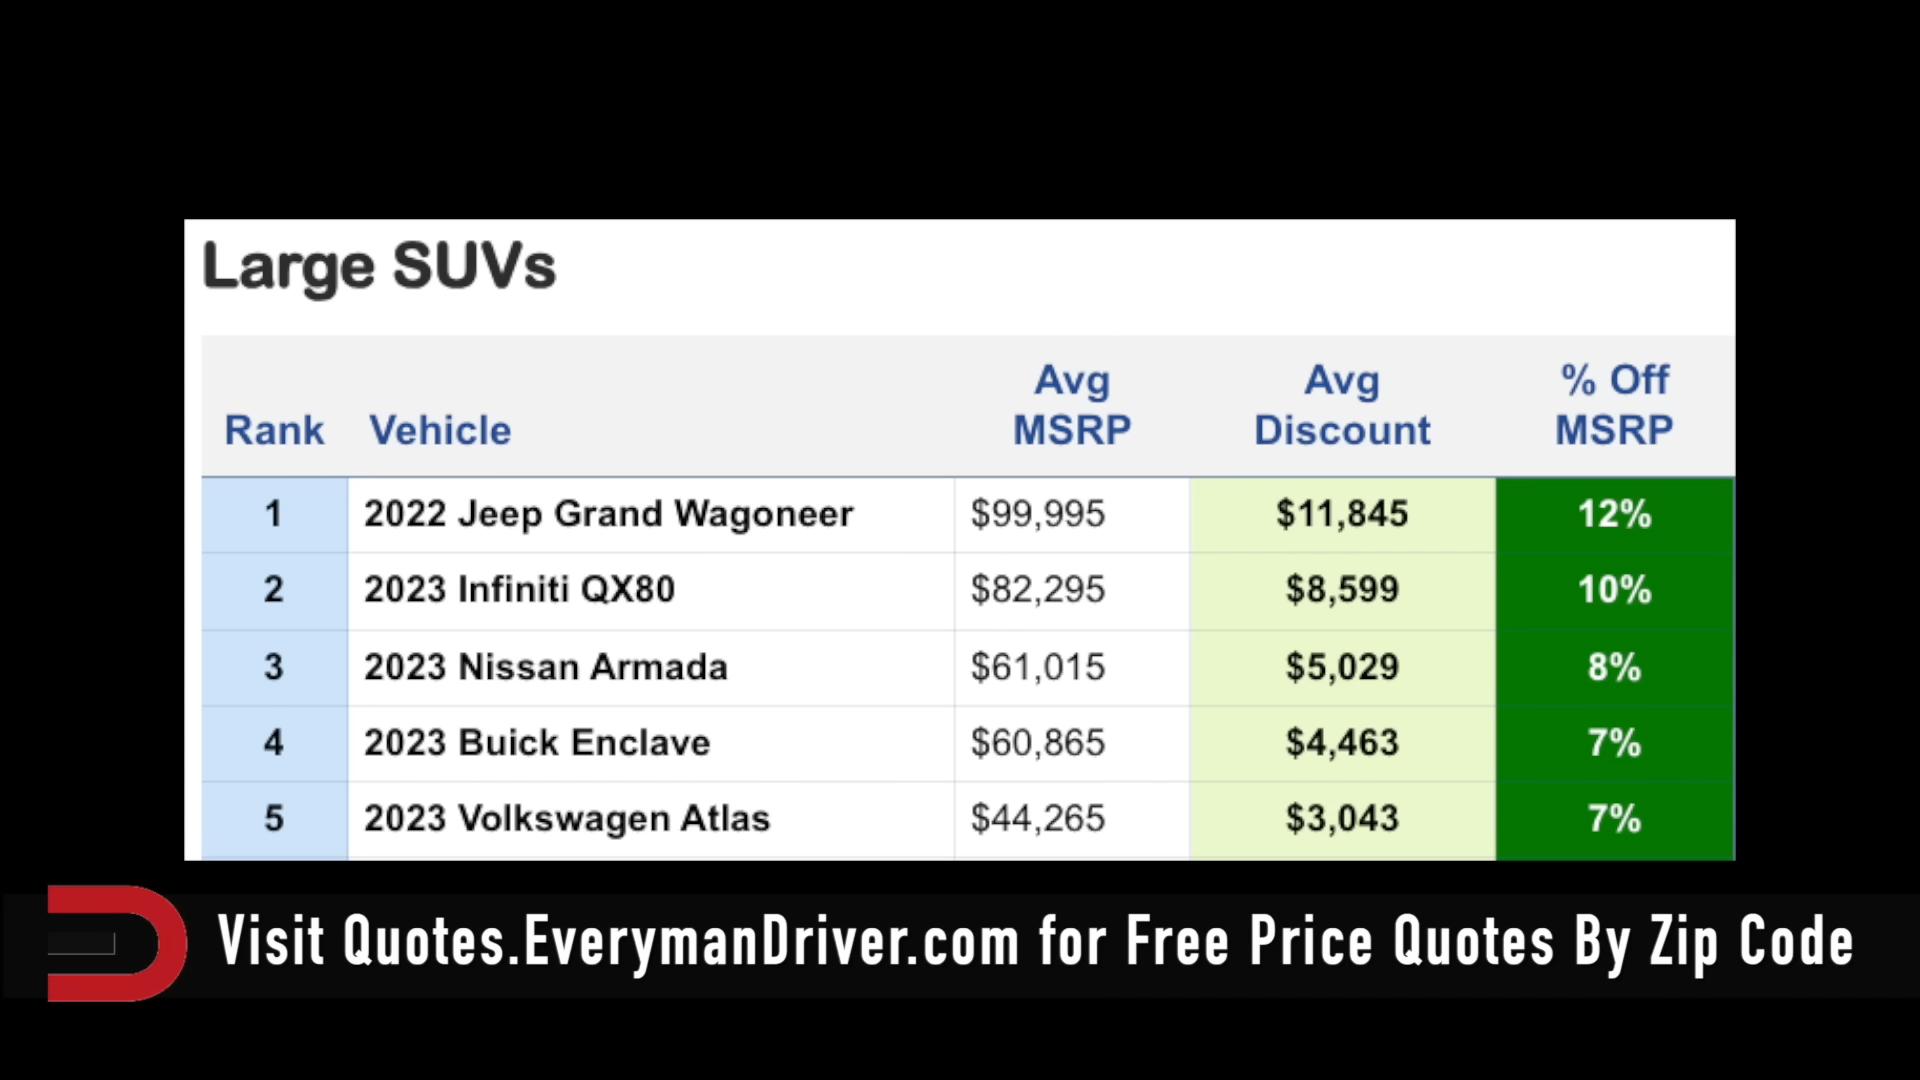 Large SUVs
Rank Vehicle Avg MSRP Avg Discount % Off MSRP
1 2022 Jeep Grand Wagoneer $99,995 $11,845 12%
2 2023 Infiniti QX80 $82,295 $8,599 10%
3 2023 Nissan Armada $61,015 $5,029 8%
4 2023 Buick Enclave $60,865 $4,463 7%
5 2023 Volkswagen Atlas $44,265 $3,043 7%
Visit Quotes.EverymanDriver.com for Free Price Quotes By Zip Code